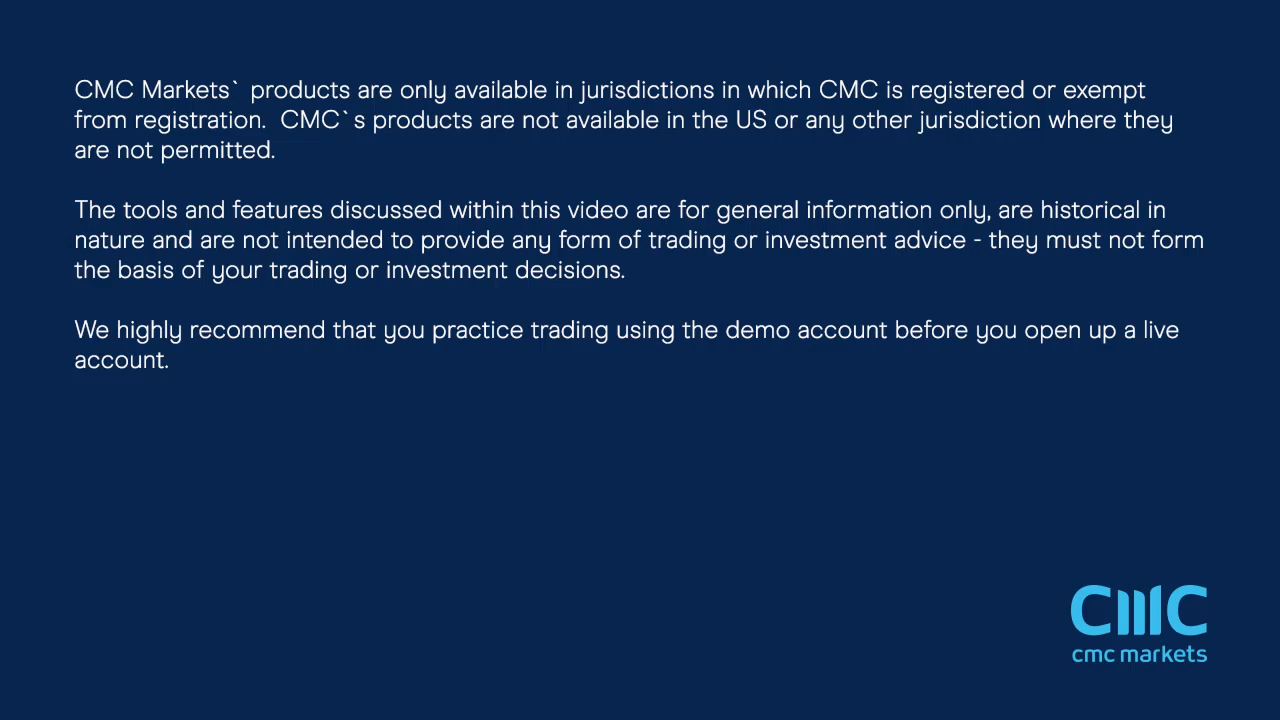 CMC Markets` products are only available in jurisdictions in which CMC is registered or exempt
from registration.  CMC`s products are not available in the US or any other jurisdiction where they
are not permitted.
The tools and features discussed within this video are for general information only, are historical in
nature and are not intended to provide any form of trading or investment advice - they must not form
the basis of your trading or investment decisions.
We highly recommend that you practice trading using the demo account before you open up a live
account.
CMC
cmc markets